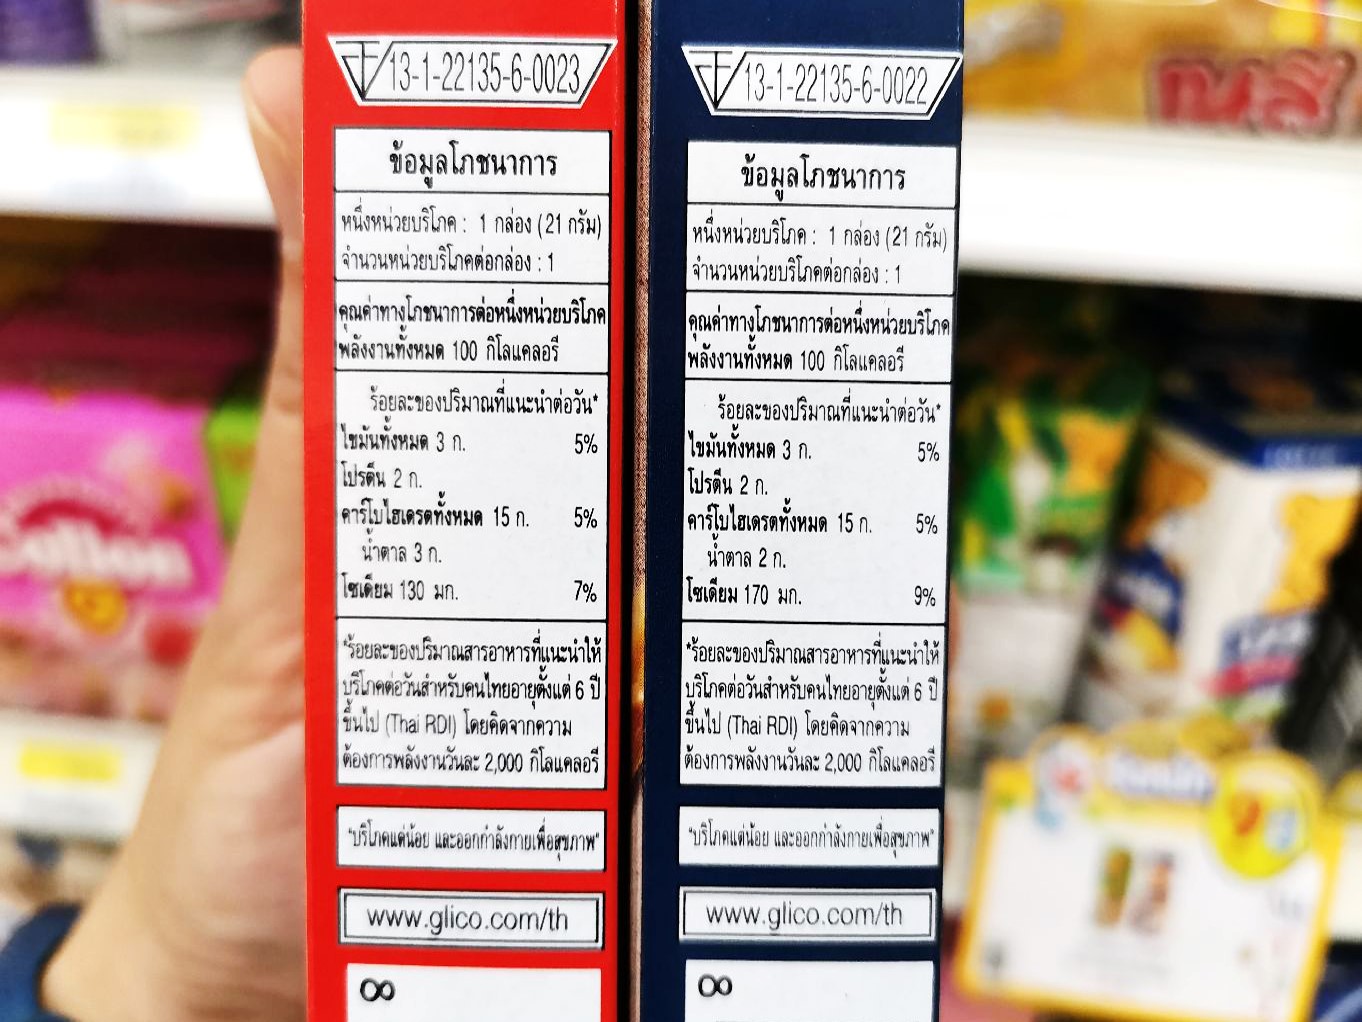 13-1-22135-6-0023
ข้อมูลโภชนาการ
หนึ่งหน่วยบริโภค : 1 กล่อง (21 กรัม)
จำนวนหน่วยบริโภคต่อกล่อง : 1
คุณค่าทางโภชนาการต่อหนึ่งหน่วยบริโภค
พลังงานทั้งหมด 100 กิโลแคลอรี
ร้อยละของปริมาณที่แนะนำต่อวัน*
ไขมันทั้งหมด 3 ก. 5%
โปรตีน 2 ก.
คาร์โบไฮเดรตทั้งหมด 15 ก. 5%
น้ำตาล 3 ก.
โซเดียม 130 มก. 7%
*ร้อยละของปริมาณสารอาหารที่แนะนำให้
บริโภคต่อวันสำหรับคนไทยอายุตั้งแต่ 6 ปี
ขึ้นไป (Thai RDI) โดยคิดจากความ
ต้องการพลังงานวันละ 2,000 กิโลแคลอรี
"บริโภคแต่น้อย และออกกำลังกายเพื่อสุขภาพ"
www.glico.com/th
13-1-22135-6-0022
ข้อมูลโภชนาการ
หนึ่งหน่วยบริโภค : 1 กล่อง (21 กรัม)
จำนวนหน่วยบริโภคต่อกล่อง : 1
คุณค่าทางโภชนาการต่อหนึ่งหน่วยบริโภค
พลังงานทั้งหมด 100 กิโลแคลอรี
ร้อยละของปริมาณที่แนะนำต่อวัน*
ไขมันทั้งหมด 3 ก. 5%
โปรตีน 2 ก.
คาร์โบไฮเดรตทั้งหมด 15 ก. 5%
น้ำตาล 2 ก.
โซเดียม 170 มก. 9%
*ร้อยละของปริมาณสารอาหารที่แนะนำให้
บริโภคต่อวันสำหรับคนไทยอายุตั้งแต่ 6 ปี
ขึ้นไป (Thai RDI) โดยคิดจากความ
ต้องการพลังงานวันละ 2,000 กิโลแคลอรี
"บริโภคแต่น้อย และออกกำลังกายเพื่อสุขภาพ"
www.glico.com/th